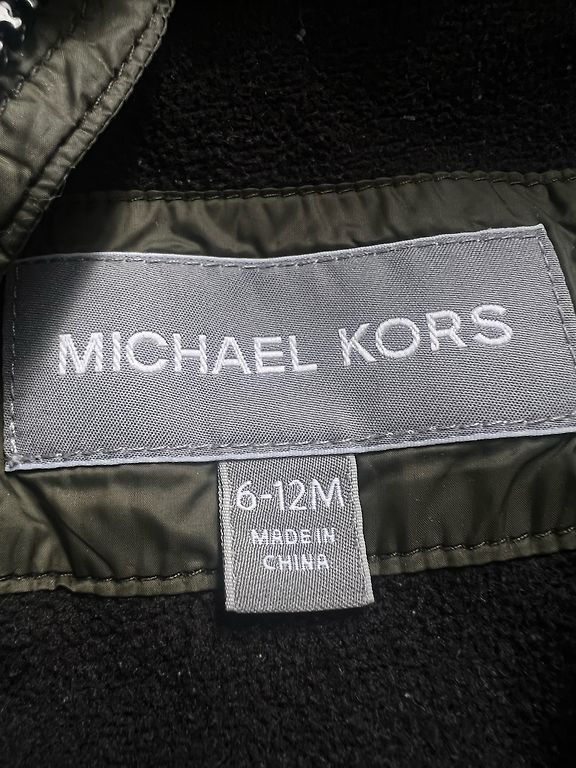 MICHAEL KORS
6-12M
MADE IN
CHINA